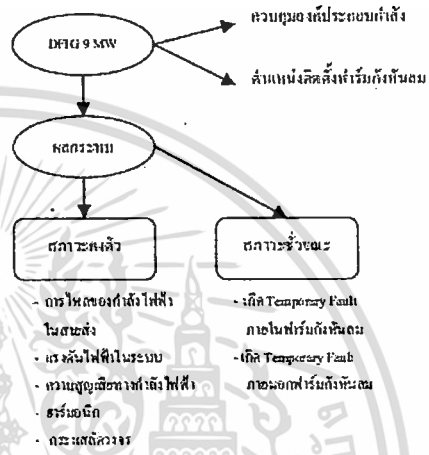 ควบคุมองค์ประกอบกำลัง
DFIG 9 MW
ตำแหน่งติดตั้งฟาร์มกังหันลม
ผลกระทบ
สภาวะคงตัว
สภาวะชั่วขณะ
- การไหลของกำลังไฟฟ้า
ในสายส่ง
- แรงดันไฟฟ้าในระบบ
- ความสูญเสียทางกำลังไฟฟ้า
- ฮาร์มอนิก
- กระแสลัดวงจร
- เกิด Temporary Fault
ภายในฟาร์มกังหันลม
- เกิด Temporary Fault
ภายนอกฟาร์มกังหันลม